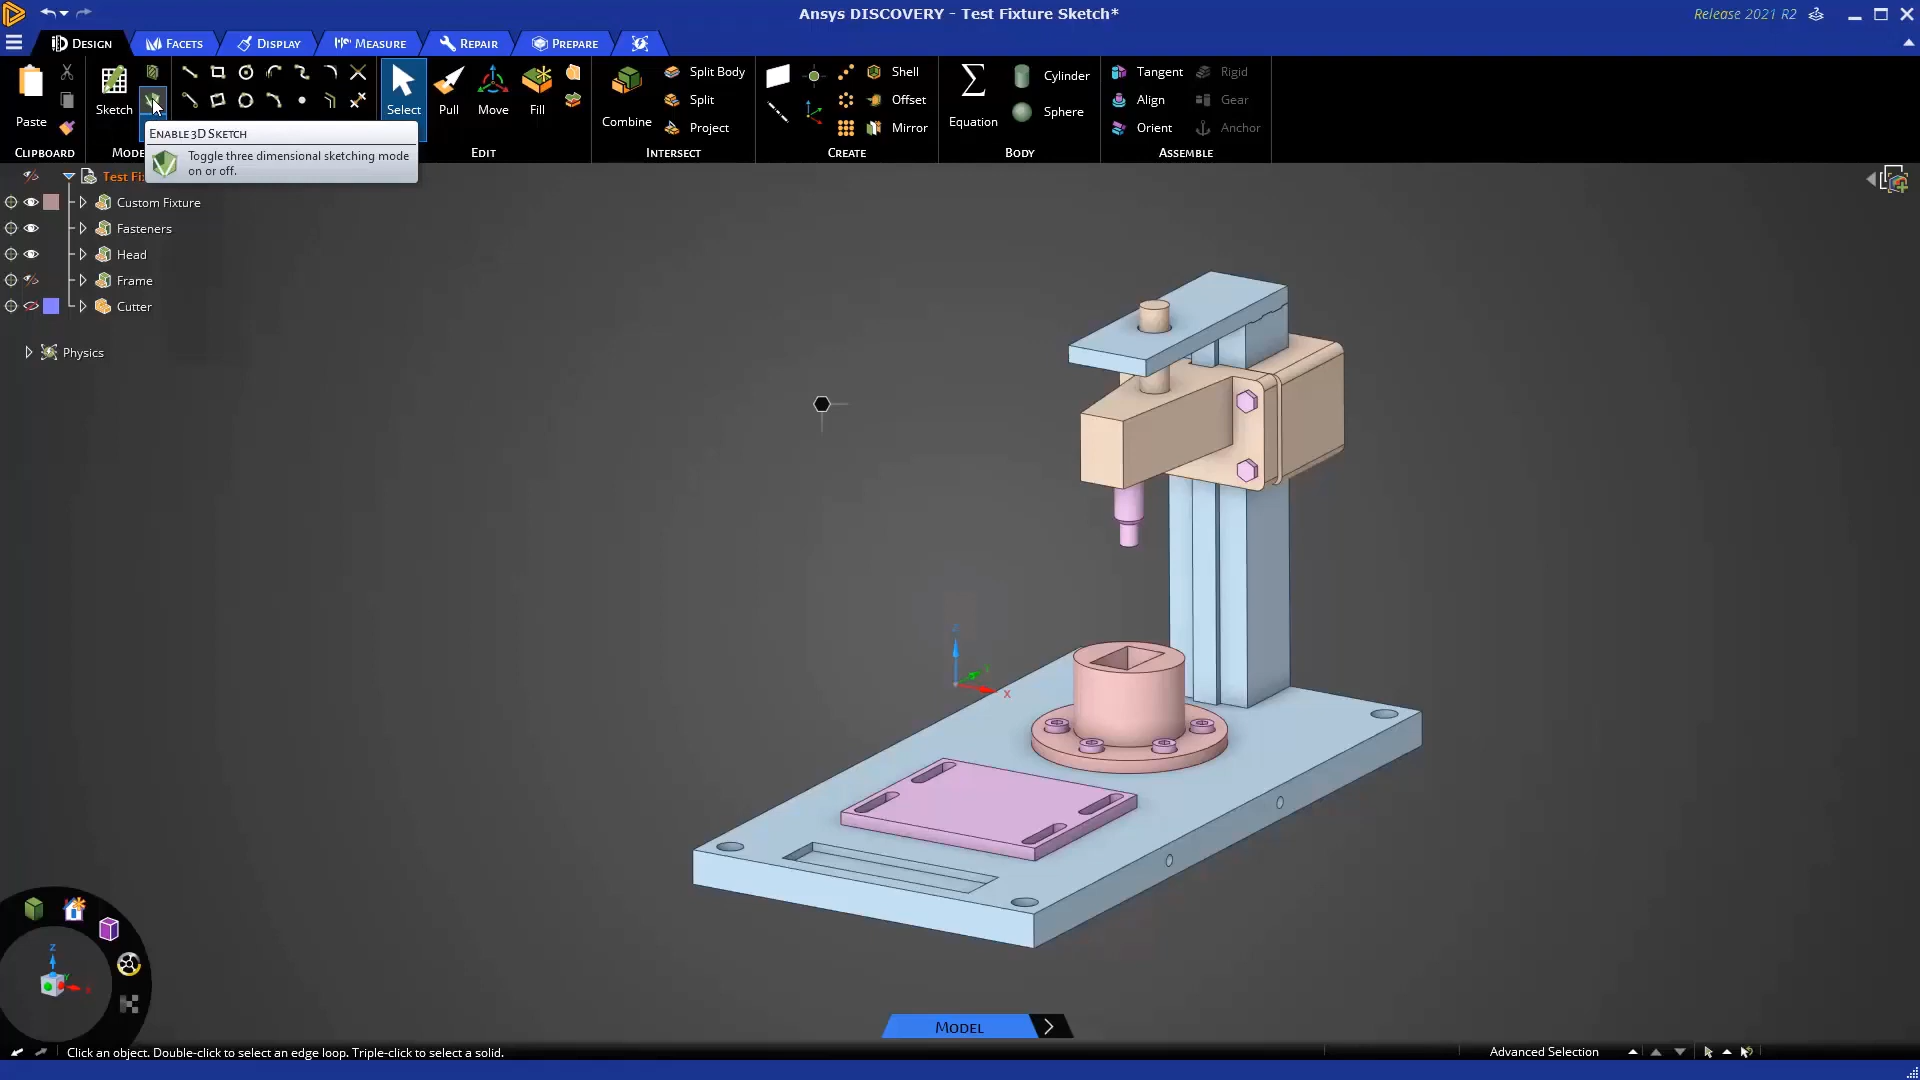 Ansys DISCOVERY - Test Fixture Sketch*
Release 2021 R2
DESIGN
FACETS
DISPLAY
MEASURE
REPAIR
PREPARE
Paste
Sketch
Select
Pull
Move
Fill
Combine
Split Body
Split
Project
Shell
Offset
Mirror
Equation
Cylinder
Sphere
Tangent
Align
Orient
Rigid
Gear
Anchor
CLIPBOARD
MODE
EDIT
INTERSECT
CREATE
BODY
ASSEMBLE
ENABLE 3D SKETCH
Toggle three dimensional sketching mode
on or off.
Test Fi
Custom Fixture
Fasteners
Head
Frame
Cutter
Physics
Z
X
Z
Y
X
MODEL
Click an object. Double-click to select an edge loop. Triple-click to select a solid.
Advanced Selection